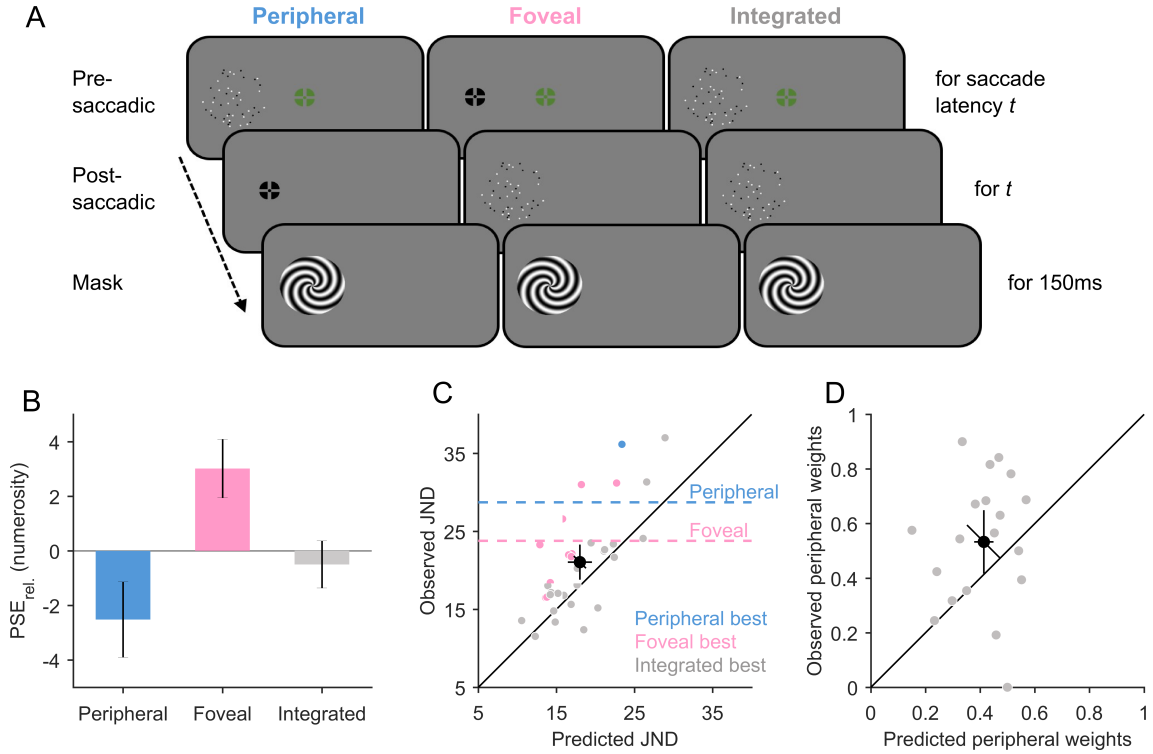 A
Peripheral Foveal Integrated
Pre-
saccadic
for saccade
latency t
Post-
saccadic
for t
Mask
for 150ms
B
4
2
0
-2
-4
PSErel. (numerosity)
Peripheral Foveal Integrated
C
35
25
15
5
Observed JND
Peripheral
Foveal
Peripheral best
Foveal best
Integrated best
5 15 25 35
Predicted JND
D
1
0.8
0.6
0.4
0.2
0
Observed peripheral weights
0 0.2 0.4 0.6 0.8 1
Predicted peripheral weights